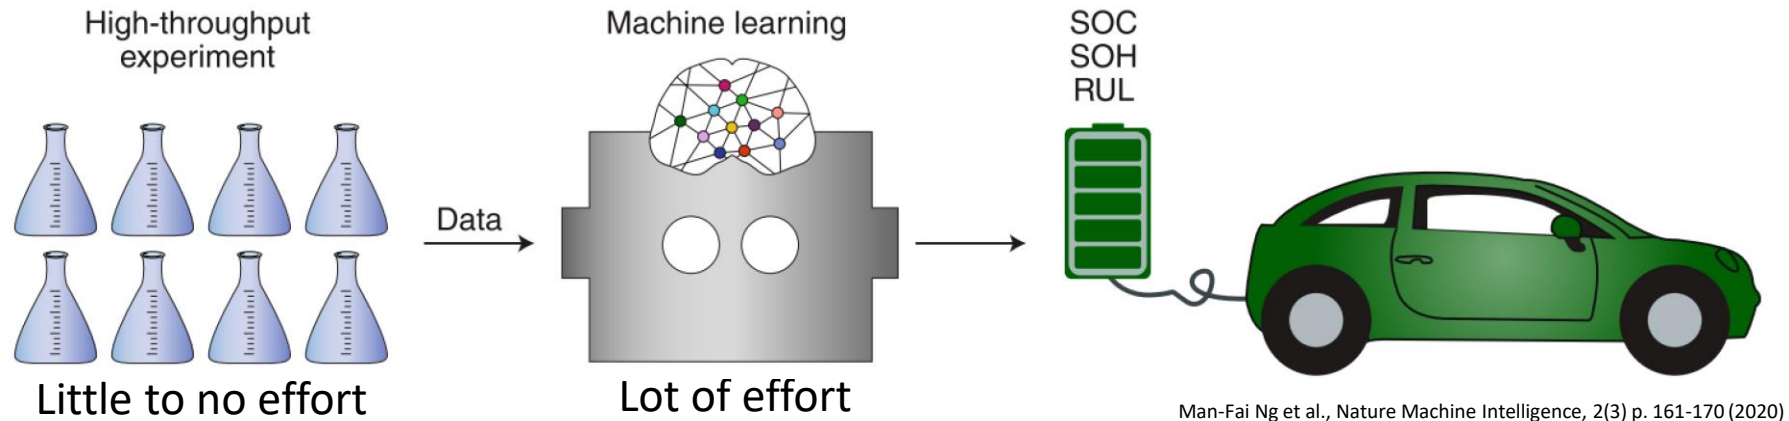 High-throughput
experiment
Machine learning
SOC
SOH
RUL
Data
Little to no effort
Lot of effort
Man-Fai Ng et al., Nature Machine Intelligence, 2(3) p. 161-170 (2020)